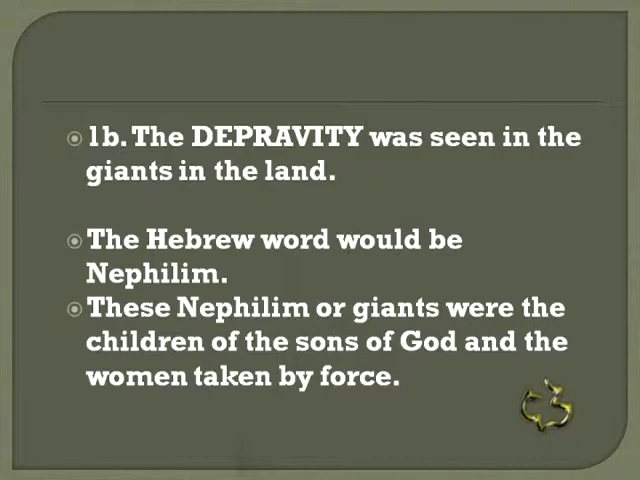 1b. The DEPRAVITY was seen in the
giants in the land.
The Hebrew word would be
Nephilim.
These Nephilim or giants were the
children of the sons of God and the
women taken by force.